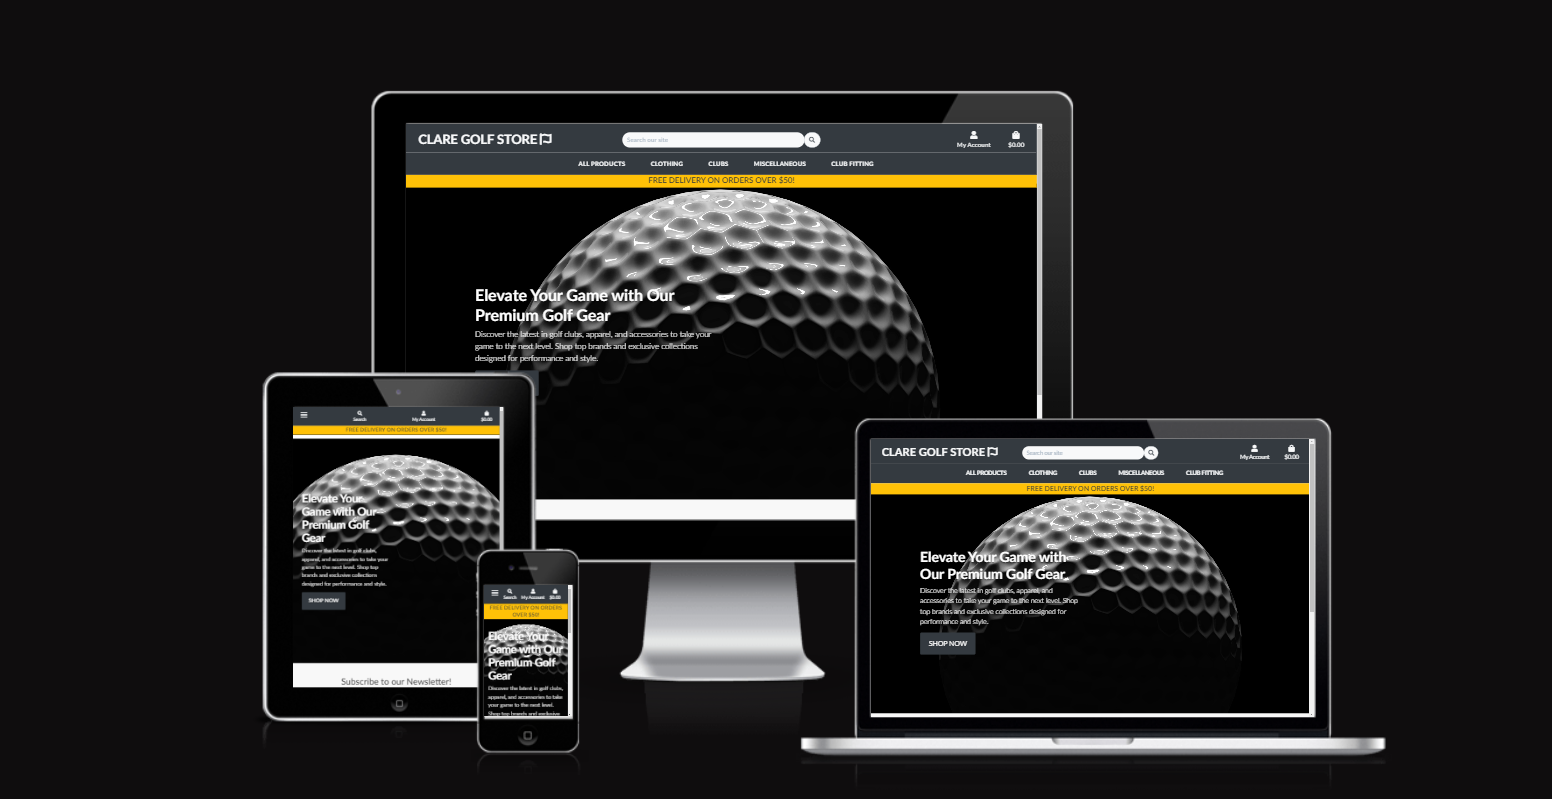 CLARE GOLF STORE
Search our site
My Account
$0.00
ALL PRODUCTS
CLOTHING
CLUBS
MISCELLANEOUS
CLUB FITTING
FREE DELIVERY ON ORDERS OVER $50!
Elevate Your Game with Our
Premium Golf Gear
Discover the latest in golf clubs, apparel, and accessories to take your
game to the next level. Shop top brands and exclusive collections
designed for performance and style.
Search
My Account
$0.00
FREE DELIVERY ON ORDERS OVER $50!
Elevate Your
Game with Our
Premium Golf
Gear
Discover the latest in golf clubs,
apparel, and accessories to take your
game to the next level. Shop top
brands and exclusive collections
designed for performance and style.
SHOP NOW
Subscribe to our Newsletter!
Search
My Account
$0.00
FREE DELIVERY ON ORDERS
OVER $50!
Elevate Your
Game with Our
Premium Golf
Gear
Discover the latest in golf clubs,
apparel, and accessories to take
your game to the next level.
Shop top brands and exclusive
CLARE GOLF STORE
Search our site
My Account
$0.00
ALL PRODUCTS
CLOTHING
CLUBS
MISCELLANEOUS
CLUB FITTING
FREE DELIVERY ON ORDERS OVER $50!
Elevate Your Game with
Our Premium Golf Gear
Discover the latest in golf clubs, apparel, and
accessories to take your game to the next level. Shop
top brands and exclusive collections designed for
performance and style.
SHOP NOW